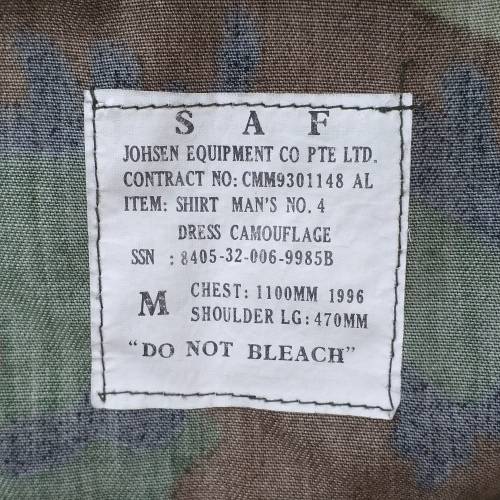 S A F
JOHSEN EQUIPMENT CO PTE LTD.
CONTRACT NO: CMM9301148 AL
ITEM: SHIRT MAN'S NO. 4
DRESS CAMOUFLAGE
SSN : 8405-32-006-9985B
M CHEST: 1100MM 1996
SHOULDER LG: 470MM
"DO NOT BLEACH"